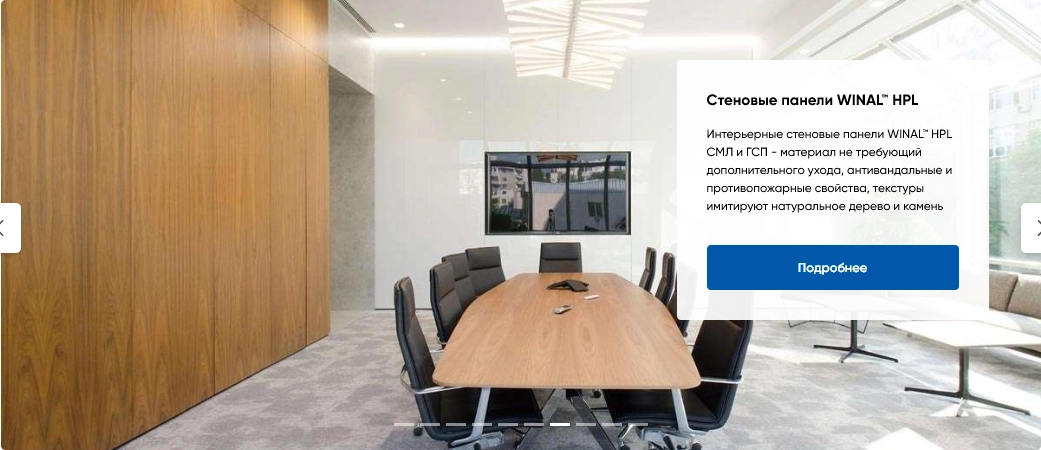 Стеновые панели WINAL™ HPL
Интерьерные стеновые панели WINAL™ HPL
СМЛ и ГСП - материал не требующий
дополнительного ухода, антивандальные и
противопожарные свойства, текстуры
имитируют натуральное дерево и камень
Подробнее